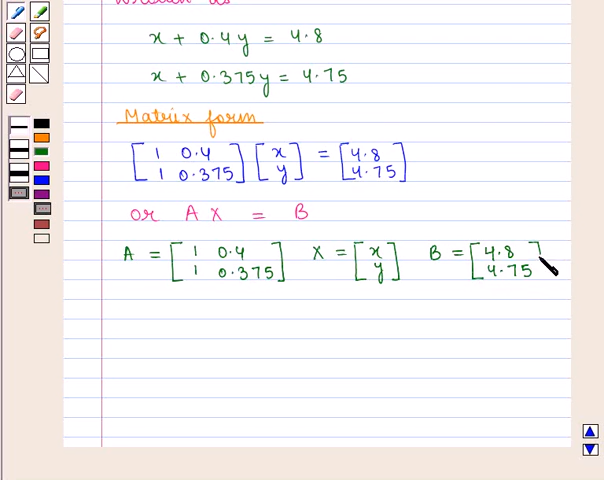 x + 0.4y = 4.8
x + 0.375y = 4.75
Matrix form
[1 0.4] [x] = [4.8]
[1 0.375] [y] [4.75]
or A X = B
A = [1 0.4] X = [x] B = [4.8]
[1 0.375] [y] [4.75]